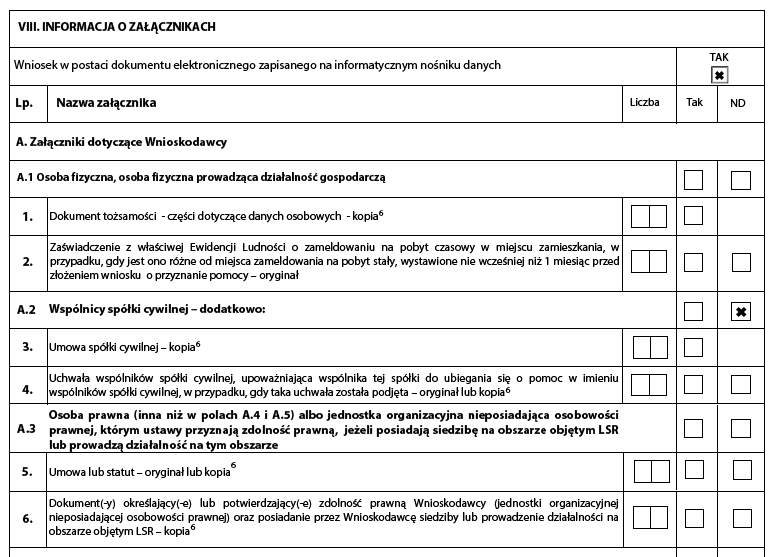 VIII. INFORMACJA O ZAŁĄCZNIKACH
Wniosek w postaci dokumentu elektronicznego zapisanego na informatycznym nośniku danych
TAK
Lp. Nazwa załącznika Liczba Tak ND
A. Załączniki dotyczące Wnioskodawcy
A.1 Osoba fizyczna, osoba fizyczna prowadząca działalność gospodarczą
1. Dokument tożsamości - części dotyczące danych osobowych - kopia6
Zaświadczenie z właściwej Ewidencji Ludności o zameldowaniu na pobyt czasowy w miejscu zamieszkania, w
2. przypadku, gdy jest ono różne od miejsca zameldowania na pobyt stały, wystawione nie wcześniej niż 1 miesiąc przed
złożeniem wniosku o przyznanie pomocy – oryginał
A.2 Wspólnicy spółki cywilnej – dodatkowo:
3. Umowa spółki cywilnej – kopia6
Uchwała wspólników spółki cywilnej, upoważniająca wspólnika tej spółki do ubiegania się o pomoc w imieniu
4. wspólników spółki cywilnej, w przypadku, gdy taka uchwała została podjęta – oryginał lub kopia6
Osoba prawna (inna niż w polach A.4 i A.5) albo jednostka organizacyjna nieposiadająca osobowości
A.3 prawnej, którym ustawy przyznają zdolność prawną, jeżeli posiadają siedzibę na obszarze objętym LSR
lub prowadzą działalność na tym obszarze
5. Umowa lub statut – oryginał lub kopia6
Dokument(-y) określający(-e) lub potwierdzający(-e) zdolność prawną Wnioskodawcy (jednostki organizacyjnej
6. nieposiadającej osobowości prawnej) oraz posiadanie przez Wnioskodawcę siedziby lub prowadzenie działalności na
obszarze objętym LSR – kopia6